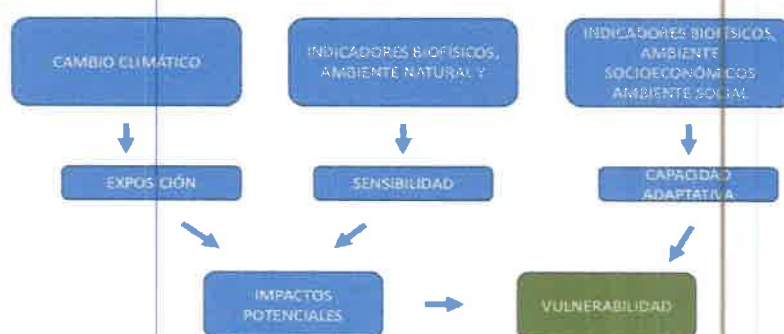 CAMBIO CLIMÁTICO
INDICADORES BIOFÍSICOS,
AMBIENTE NATURAL Y
INDICADORES BIOFÍSICOS,
AMBIENTE
SOCIOECONÓMICOS
AMBIENTE SOCIAL
EXPOSICIÓN
SENSIBILIDAD
CAPACIDAD
ADAPTATIVA
IMPACTOS
POTENCIALES
VULNERABILIDAD